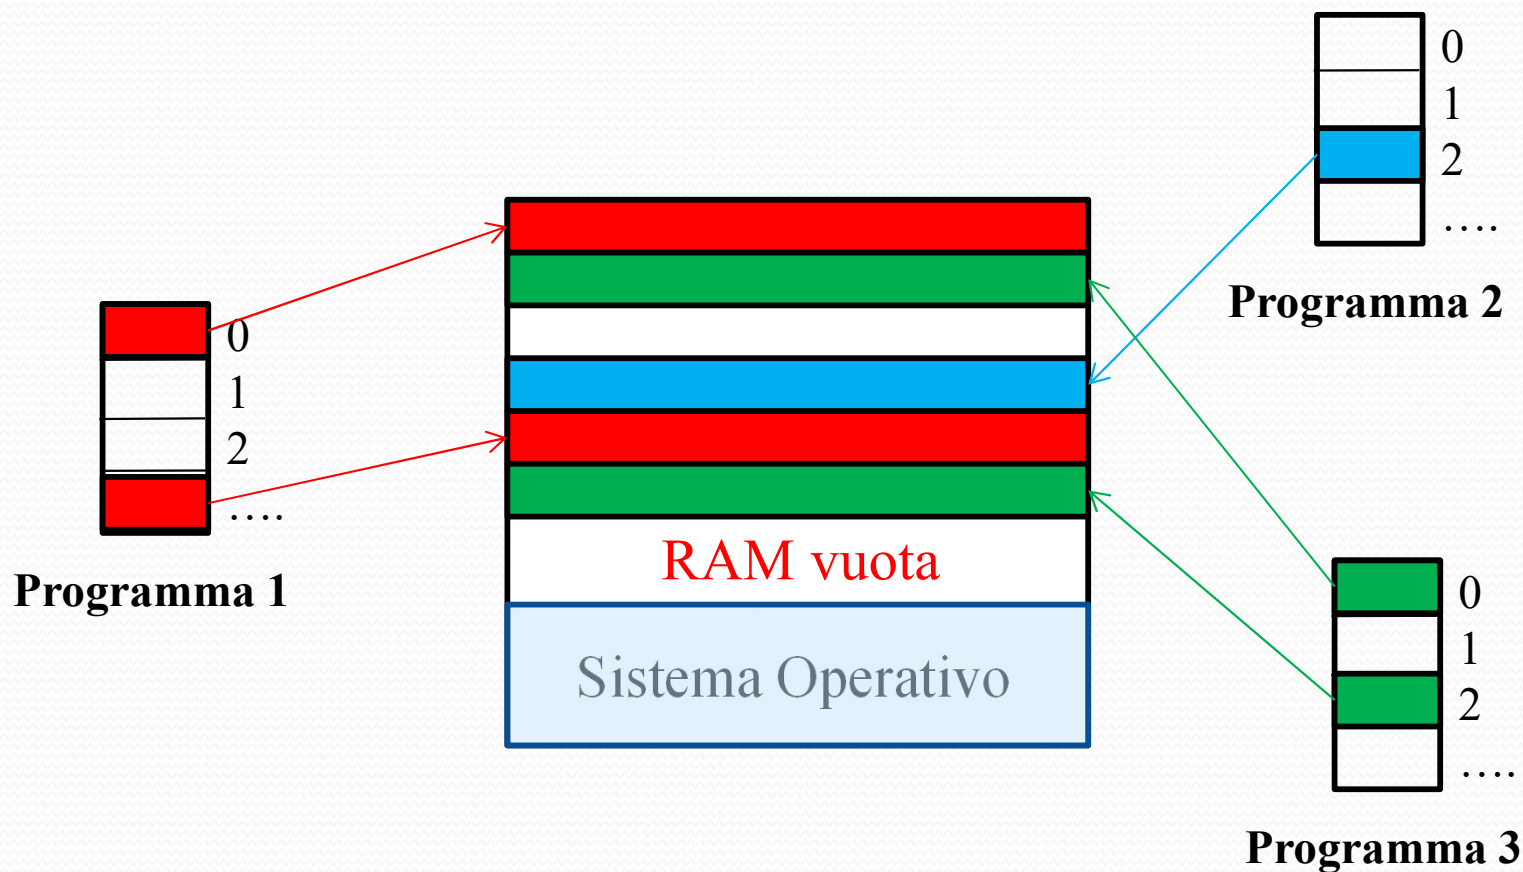 0
1
2
....
Programma 2
0
1
2
....
Programma 1
RAM vuota
Sistema Operativo
0
1
2
....
Programma 3